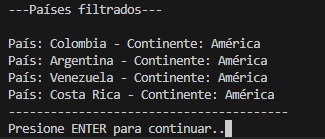 ---Países filtrados---
País: Colombia - Continente: América
País: Argentina - Continente: América
País: Venezuela - Continente: América
País: Costa Rica - Continente: América
----------------------------------------
Presione ENTER para continuar..